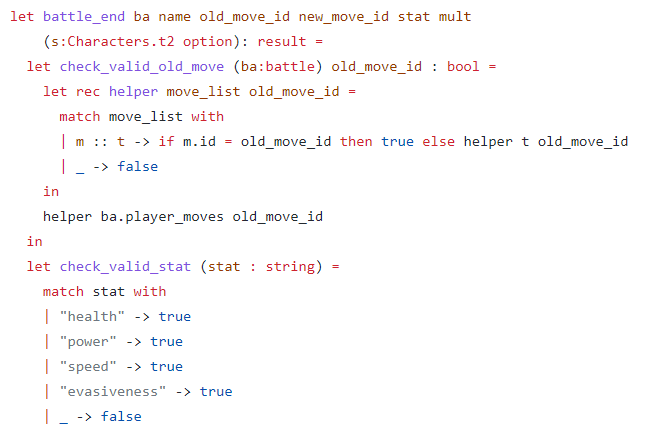 let battle_end ba name old_move_id new_move_id stat mult
    (s:Characters.t2 option): result =
  let check_valid_old_move (ba:battle) old_move_id : bool =
    let rec helper move_list old_move_id =
      match move_list with
      | m :: t -> if m.id = old_move_id then true else helper t old_move_id
      | _ -> false
    in
    helper ba.player_moves old_move_id
  in
  let check_valid_stat (stat : string) =
    match stat with
    | "health" -> true
    | "power" -> true
    | "speed" -> true
    | "evasiveness" -> true
    | _ -> false